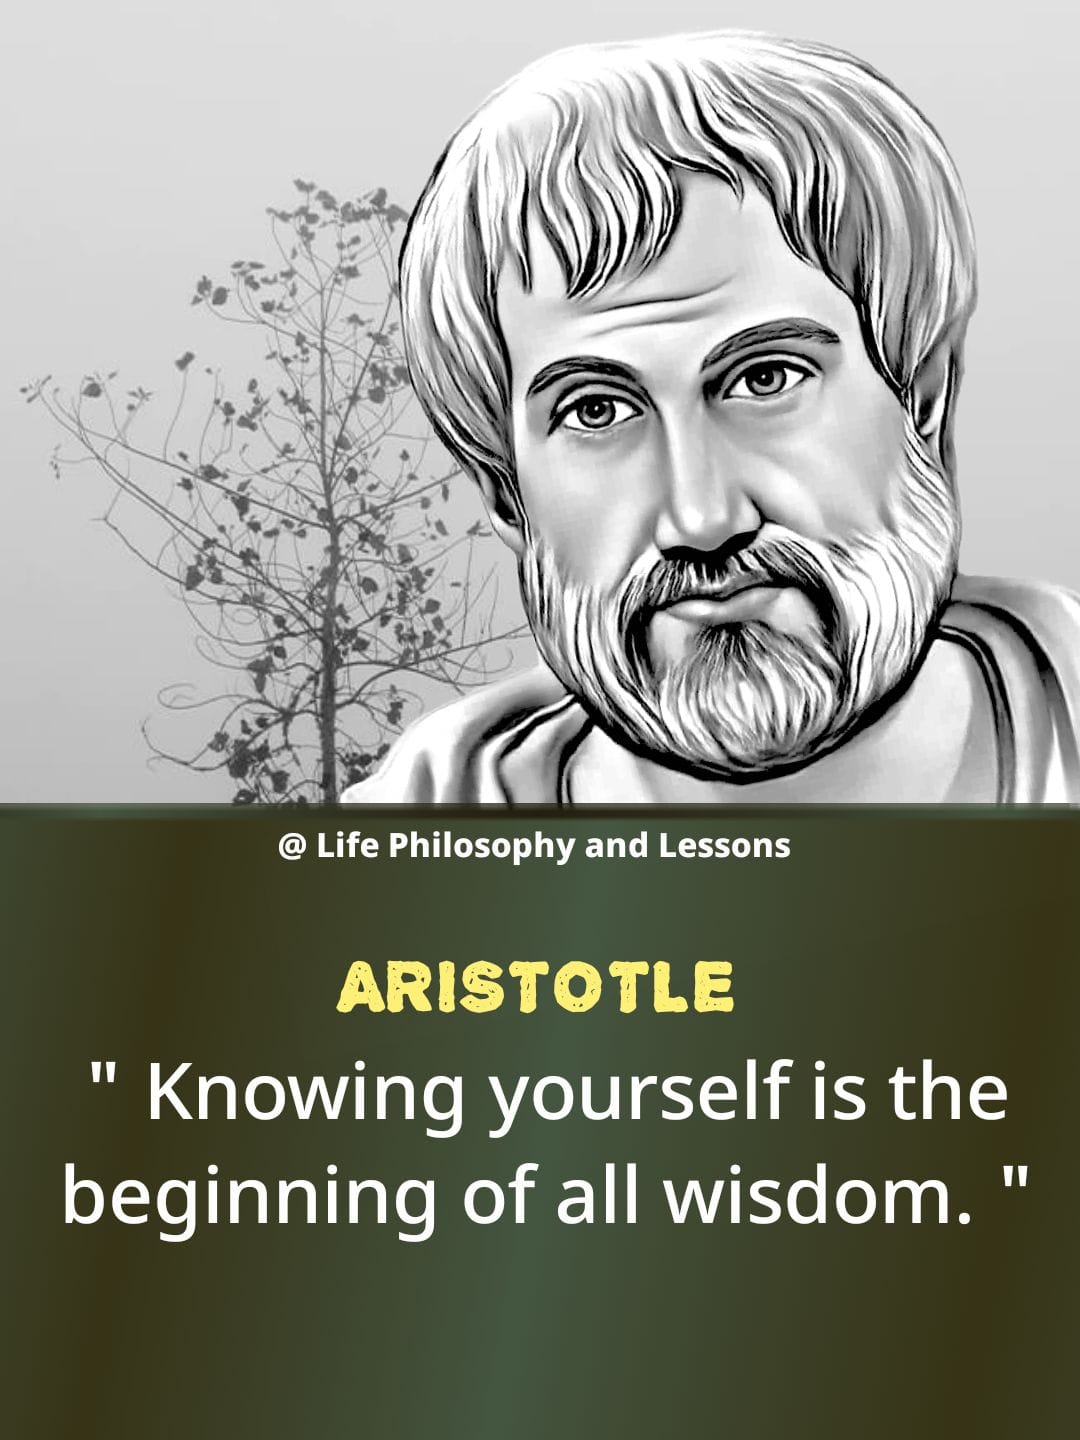 @ Life Philosophy and Lessons
ARISTOTLE
" Knowing yourself is the
beginning of all wisdom. "